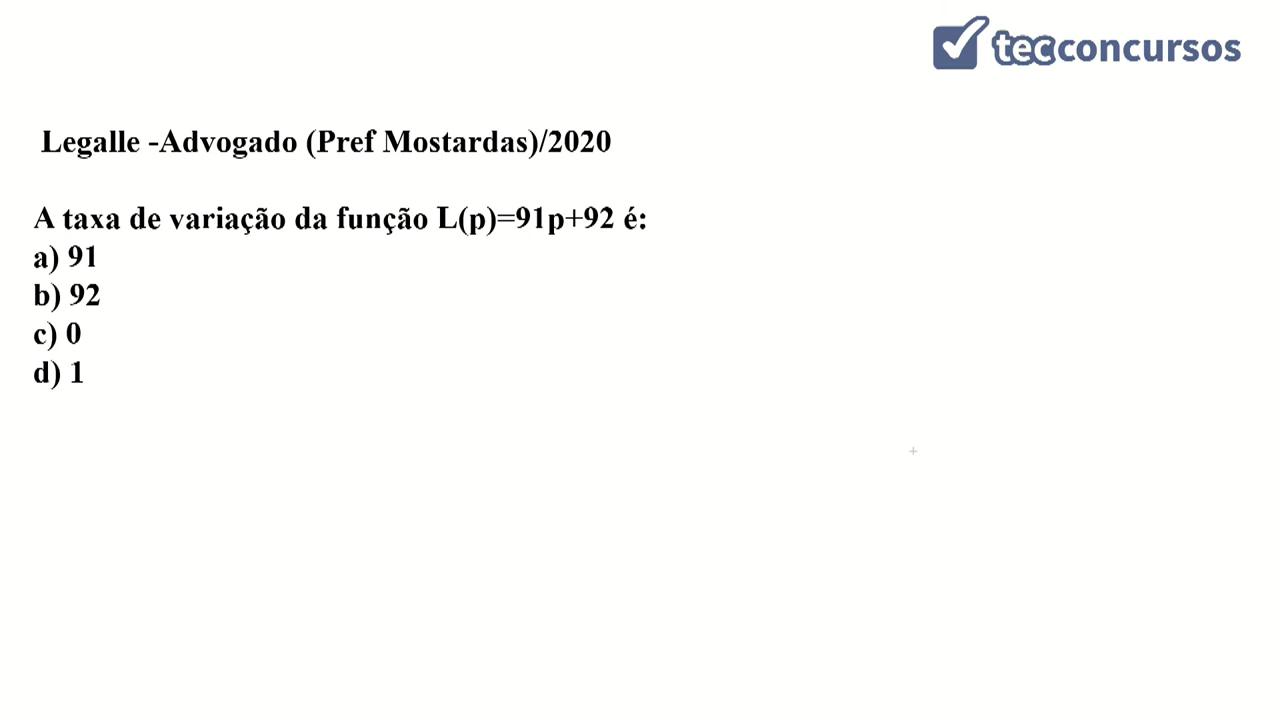 tecconcursos
Legalle -Advogado (Pref Mostardas)/2020
A taxa de variação da função L(p)=91p+92 é:
a) 91
b) 92
c) 0
d) 1